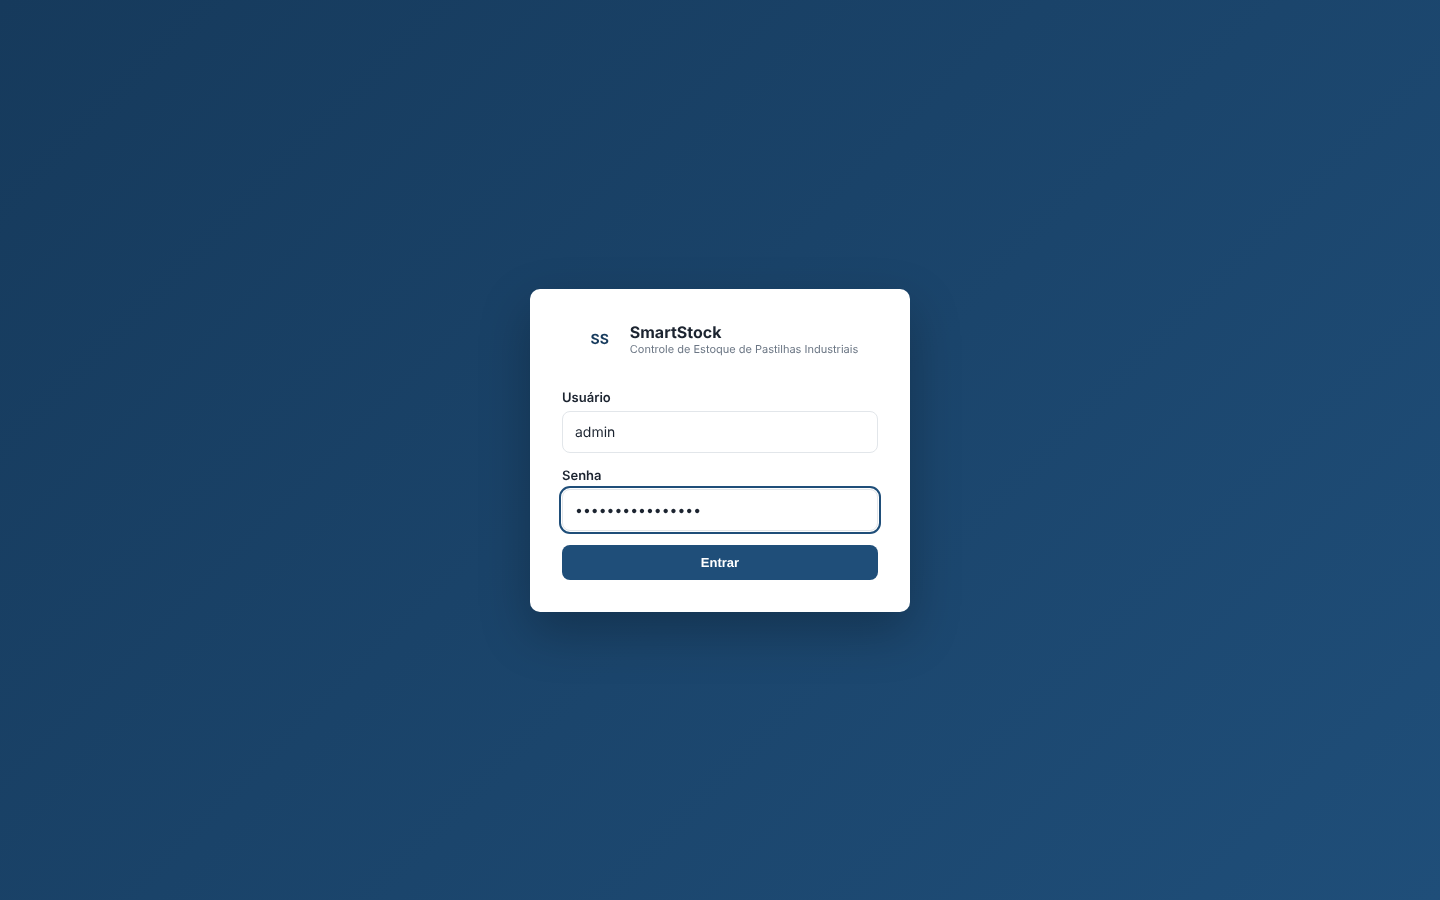 SS
SmartStock
Controle de Estoque de Pastilhas Industriais
Usuário
admin
Senha
••••••••••••••••
Entrar